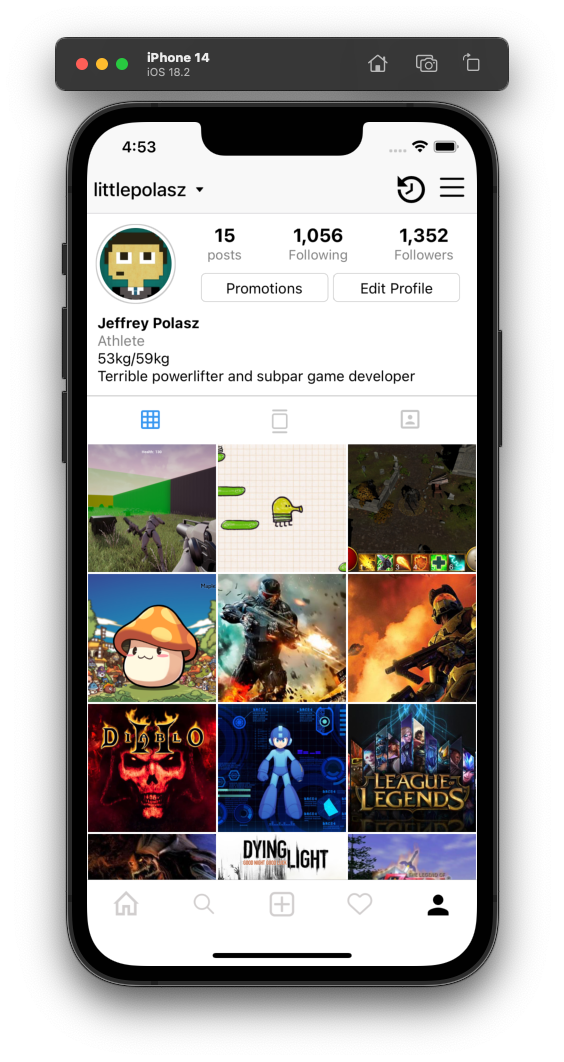 iPhone 14
iOS 18.2
4:53
littlepolasz
15
posts
1,056
Following
1,352
Followers
Promotions
Edit Profile
Jeffrey Polasz
Athlete
53kg/59kg
Terrible powerlifter and subpar game developer
DIABLO
II
LEAGUE OF
LEGENDS
DYING
LIGHT